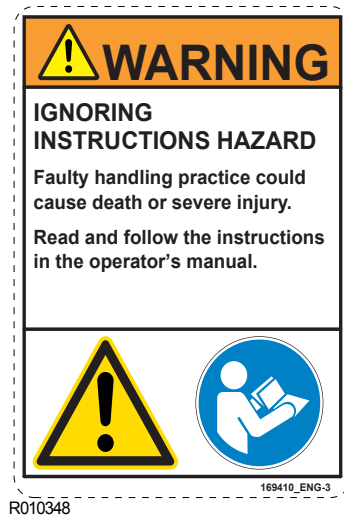 WARNING
IGNORING
INSTRUCTIONS HAZARD
Faulty handling practice could
cause death or severe injury.
Read and follow the instructions
in the operator's manual.
169410_ENG-3
R010348